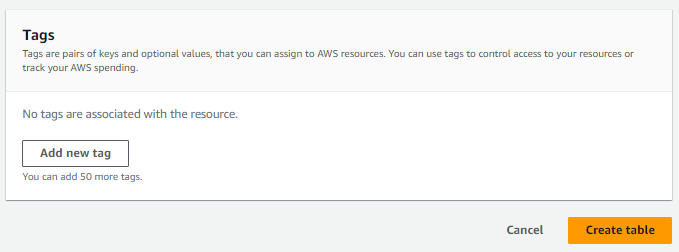 Tags
Tags are pairs of keys and optional values, that you can assign to AWS resources. You can use tags to control access to your resources or
track your AWS spending.
No tags are associated with the resource.
Add new tag
You can add 50 more tags.
Cancel
Create table